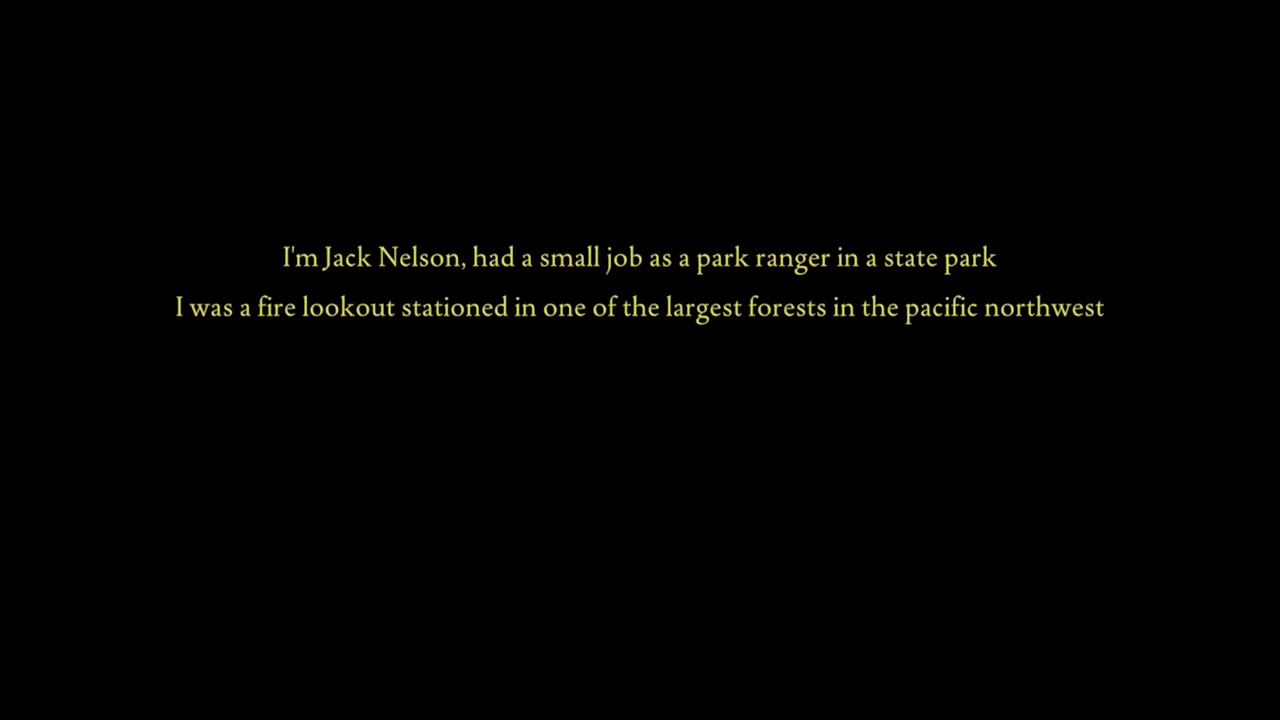 I'm Jack Nelson, had a small job as a park ranger in a state park
I was a fire lookout stationed in one of the largest forests in the pacific northwest